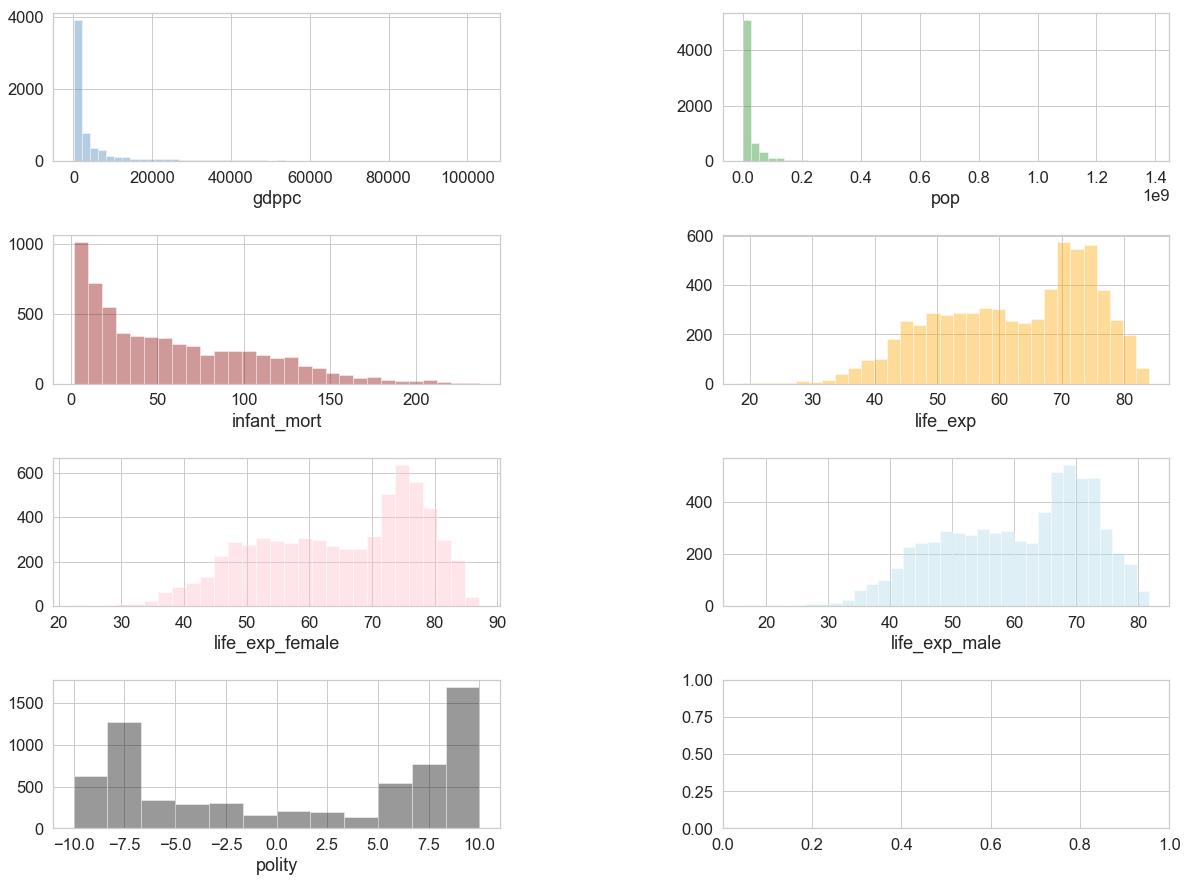 4000
2000
0
0 20000 40000 60000 80000 100000
gdppc
4000
2000
0
0.0 0.2 0.4 0.6 0.8 1.0 1.2 1.4
1e9
pop
1000
500
0
0 50 100 150 200
infant_mort
600
400
200
0
20 30 40 50 60 70 80
life_exp
600
400
200
0
20 30 40 50 60 70 80 90
life_exp_female
400
200
0
20 30 40 50 60 70 80
life_exp_male
1500
1000
500
0
−10.0 −7.5 −5.0 −2.5 0.0 2.5 5.0 7.5 10.0
polity
1.00
0.75
0.50
0.25
0.00
0.0 0.2 0.4 0.6 0.8 1.0